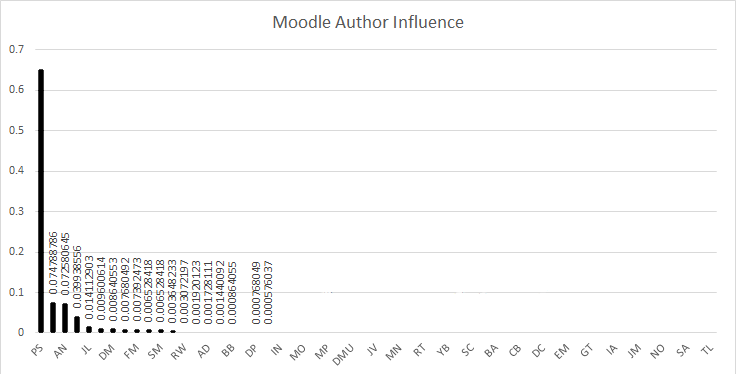 Moodle Author Influence
0.7
0.6
0.5
0.4
0.3
0.2
0.1
0
0.074788786
0.072580645
0.039938556
0.014112903
0.009600614
0.008640553
0.007680492
0.007392473
0.006528418
0.006528418
0.003648233
0.003072197
0.001920123
0.001728111
0.001440092
0.000864055
0.000768049
0.000576037
PS
AN
JL
DM
FM
SM
RW
AD
BB
DP
IN
MO
MP
DMU
JV
MN
RT
YB
SC
BA
CB
DC
EM
GT
IA
JM
NO
SA
TL